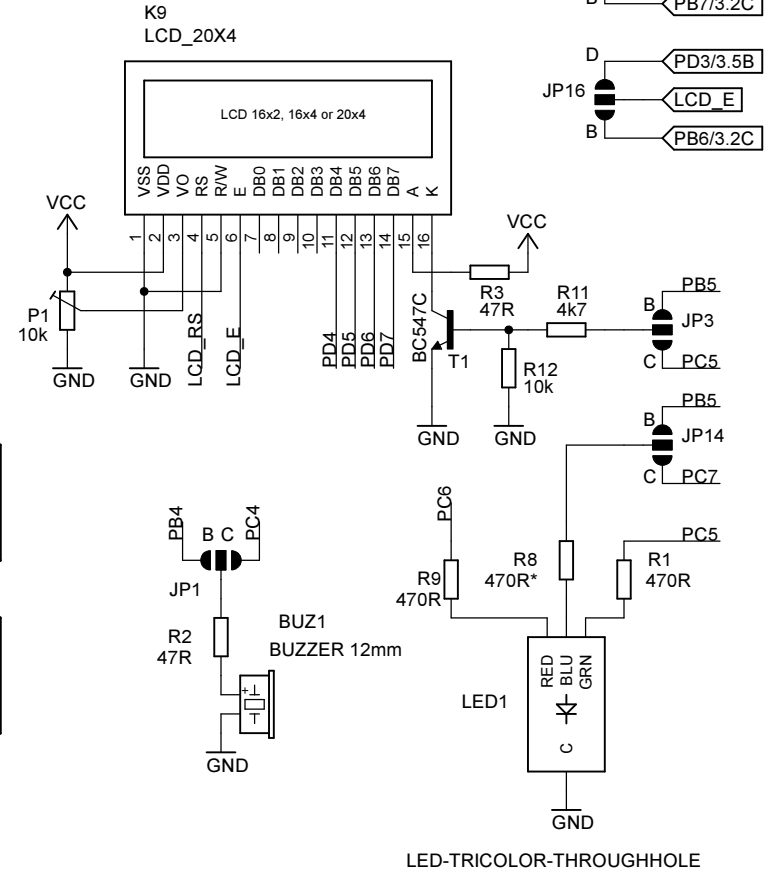 K9
LCD_20X4
B PB7/3.2C
D PD3/3.5B
JP16
LCD_E
B PB6/3.2C
LCD 16x2, 16x4 or 20x4
VSS VDD VO RS R/W E DB0 DB1 DB2 DB3 DB4 DB5 DB6 DB7 A K
1 2 3 4 5 6 7 8 9 10 11 12 13 14 15 16
VCC
VCC
P1
10k
GND
GND
LCD_RS
LCD_E
PD4
PD5
PD6
PD7
R3
47R
BC547C
T1
R11
4k7
R12
10k
GND
GND
PB5
B
JP3
C PC5
PB5
B
JP14
C PC7
PB4
B C
PC4
JP1
R2
47R
BUZ1
BUZZER 12mm
+
GND
PC6
PC5
R9
470R
R8
470R*
R1
470R
RED BLU GRN
LED1
C
GND
LED-TRICOLOR-THROUGHHOLE